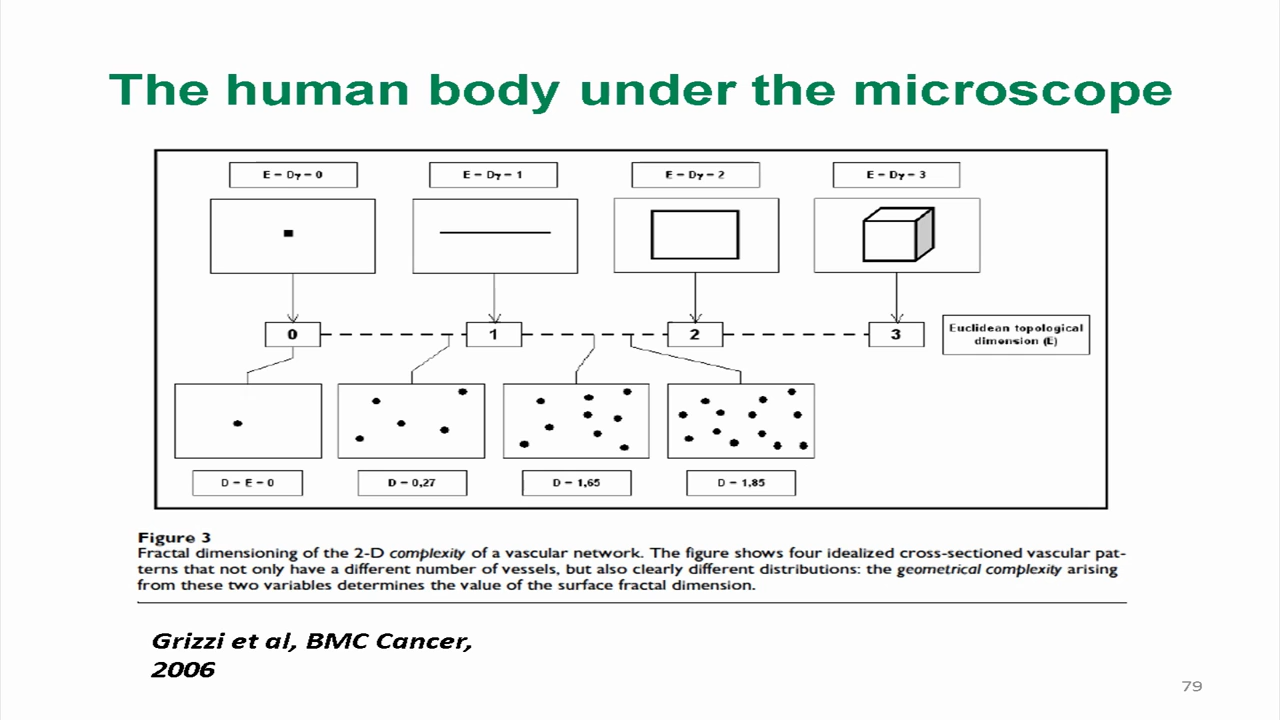 The human body under the microscope
E = Dγ = 0
E = Dγ = 1
E = Dγ = 2
E = Dγ = 3
0
1
2
3
Euclidean topological
dimension (E)
D = E = 0
D = 0,27
D = 1,65
D = 1,85
Figure 3
Fractal dimensioning of the 2-D complexity of a vascular network. The figure shows four idealized cross-sectioned vascular pat-
terns that not only have a different number of vessels, but also clearly different distributions: the geometrical complexity arising
from these two variables determines the value of the surface fractal dimension.
Grizzi et al, BMC Cancer,
2006
79